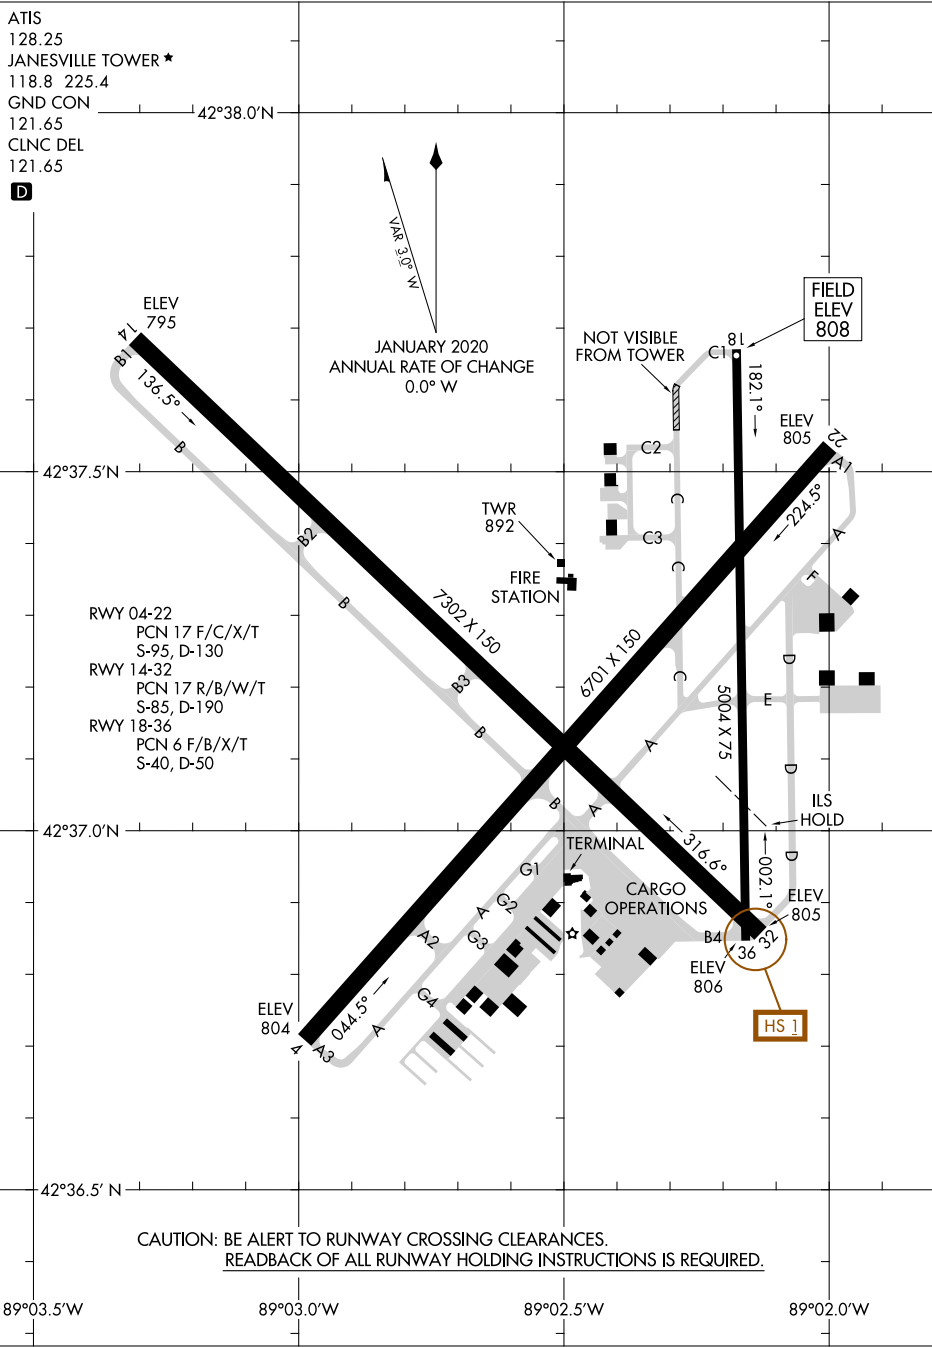 ATIS
128.25
JANESVILLE TOWER ★
118.8 225.4
GND CON
121.65
CLNC DEL
121.65
D
42°38.0'N
VAR 3.0° W
JANUARY 2020
ANNUAL RATE OF CHANGE
0.0° W
FIELD
ELEV
808
ELEV
795
14
B1
136.5°
B
NOT VISIBLE
FROM TOWER
C1
18
182.1°
ELEV
805
22
A1
42°37.5'N
C2
C
224.5°
A
B2
TWR
892
C3
C
FIRE
STATION
F
B
7302 X 150
RWY 04-22
PCN 17 F/C/X/T
S-95, D-130
RWY 14-32
PCN 17 R/B/W/T
S-85, D-190
RWY 18-36
PCN 6 F/B/X/T
S-40, D-50
6701 X 150
D
B3
C
E
5004 X 75
B
A
D
B
A
ILS
HOLD
42°37.0'N
316.6°
002.1°
D
TERMINAL
G1
CARGO
OPERATIONS
ELEV
805
G2
A
A2
G3
B4
36
32
ELEV
806
G4
044.5°
ELEV
804
4
A3
A
HS 1
42°36.5' N
CAUTION: BE ALERT TO RUNWAY CROSSING CLEARANCES.
READBACK OF ALL RUNWAY HOLDING INSTRUCTIONS IS REQUIRED.
89°03.5'W
89°03.0'W
89°02.5'W
89°02.0'W